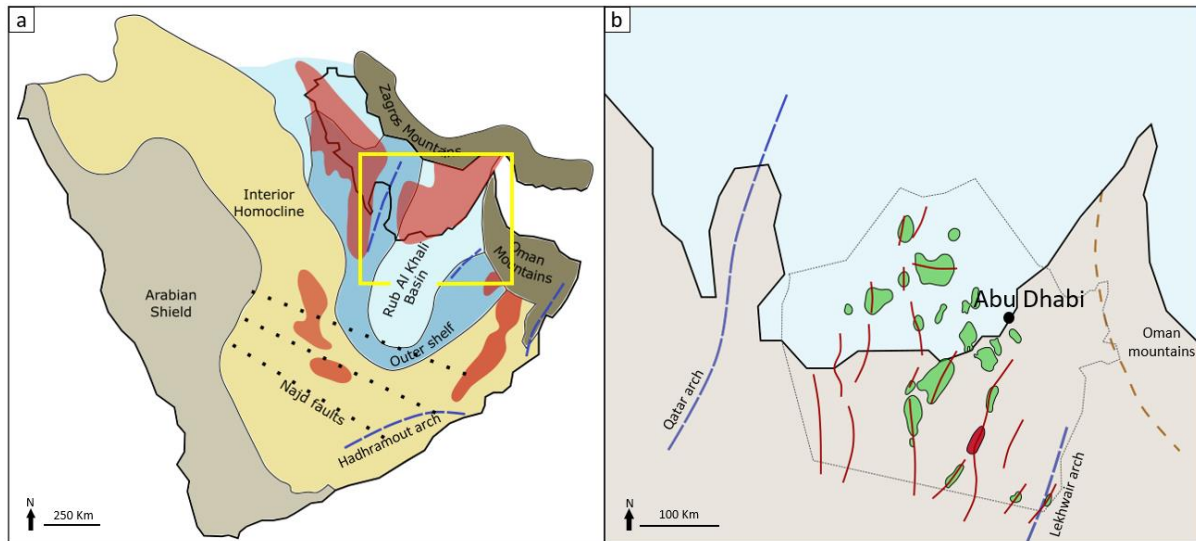 a
Zagros Mountains
Interior
Homocline
Arabian
Shield
Rub Al Khali
Basin
Oman
Mountains
Outer shelf
Najd faults
Hadhramout arch
N
250 Km
b
Abu Dhabi
Oman
mountains
Qatar arch
Lekhwair arch
N
100 Km